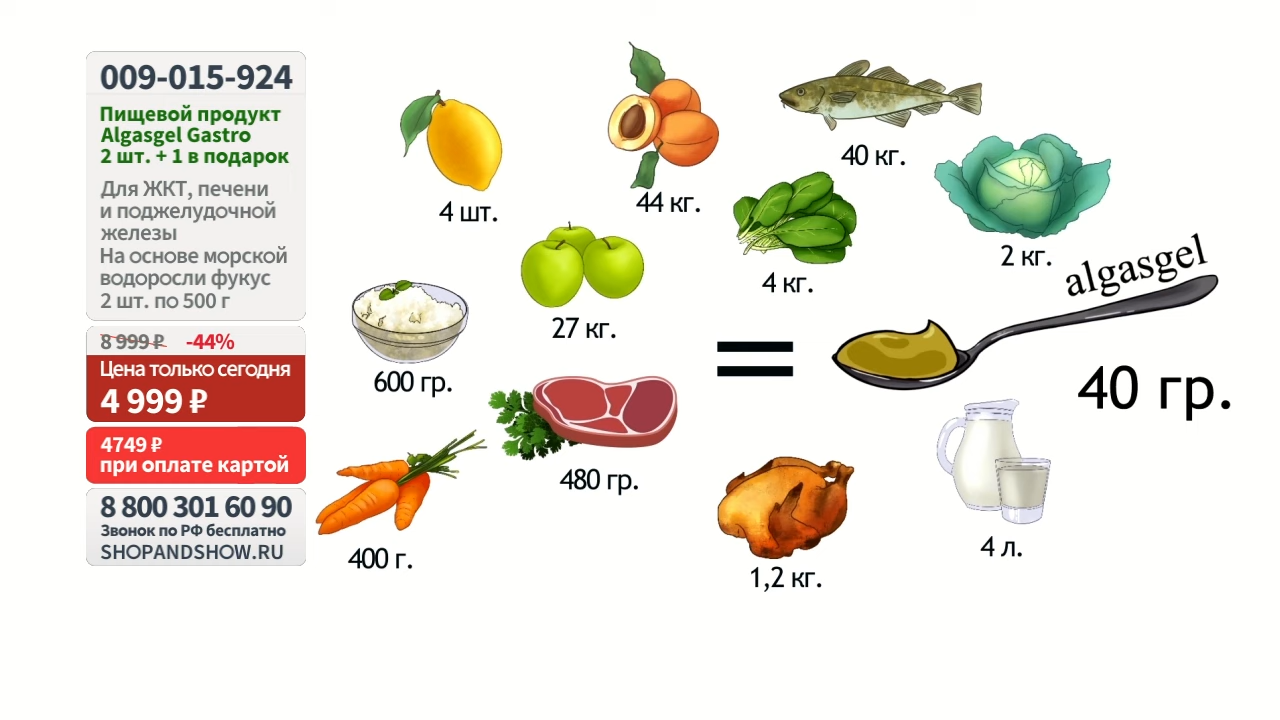 009-015-924
Пищевой продукт
Algasgel Gastro
2 шт. + 1 в подарок
Для ЖКТ, печени
и поджелудочной
железы
На основе морской
водоросли фукус
2 шт. по 500 г
8 999 ₽ -44%
Цена только сегодня
4 999 ₽
4749 ₽
при оплате картой
8 800 301 60 90
Звонок по РФ бесплатно
SHOPANDSHOW.RU
4 шт.
44 кг.
40 кг.
4 кг.
2 кг.
27 кг.
600 гр.
480 гр.
400 г.
1,2 кг.
4 л.
algasgel
=
40 гр.